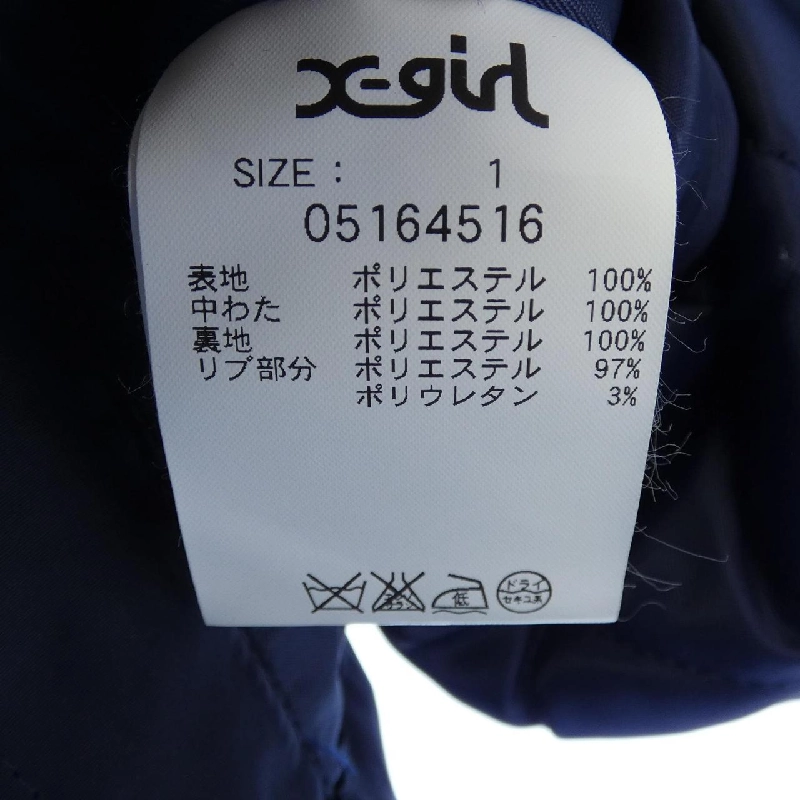 X-girl
SIZE : 1
05164516
表地 ポリエステル 100%
中わた ポリエステル 100%
裏地 ポリエステル 100%
リブ部分 ポリエステル 97%
ポリウレタン 3%
低 ドライ
セキユ系